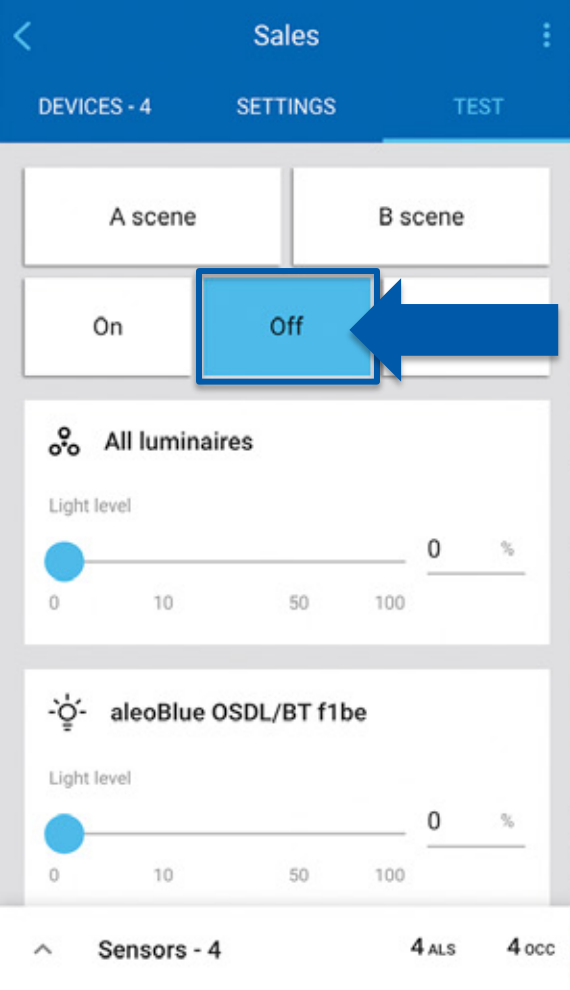 Sales
DEVICES - 4 SETTINGS TEST
A scene B scene
On Off
All luminaires
Light level
0 %
0 10 50 100
aleoBlue OSDL/BT f1be
Light level
0 %
0 10 50 100
Sensors - 4 4 ALS 4 OCC